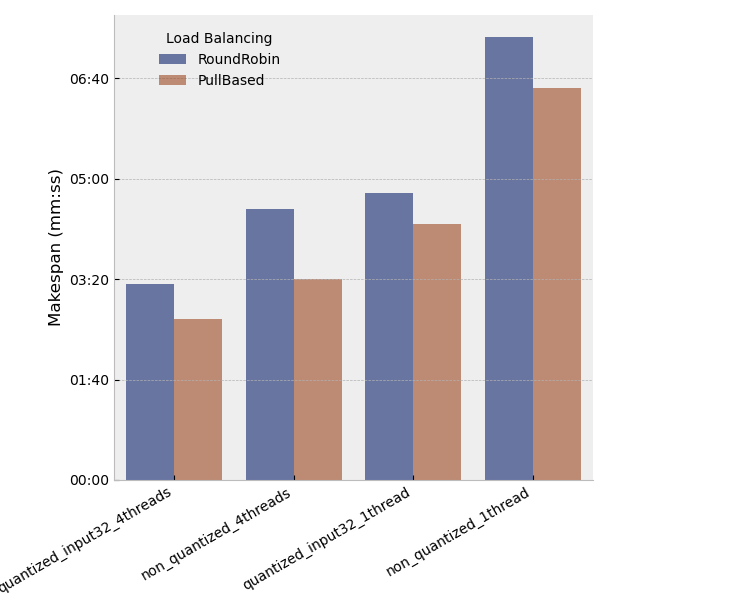 Load Balancing
RoundRobin
PullBased
Makespan (mm:ss)
06:40
05:00
03:20
01:40
00:00
quantized_input32_4threads
non_quantized_4threads
quantized_input32_1thread
non_quantized_1thread